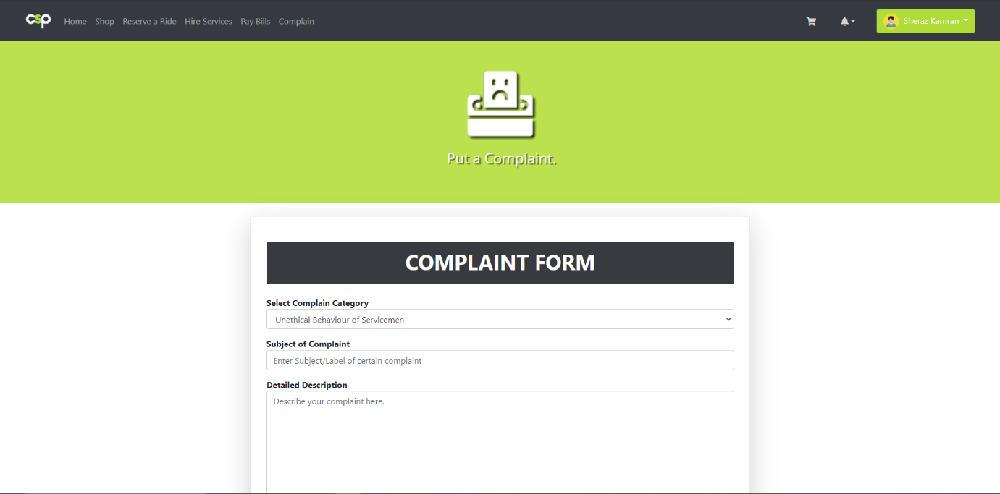 csp Home Shop Reserve a Ride Hire Services Pay Bills Complain Sheraz Kamran
Put a Complaint.
COMPLAINT FORM
Select Complain Category
Unethical Behaviour of Servicemen
Subject of Complaint
Enter Subject/Label of certain complaint
Detailed Description
Describe your complaint here.